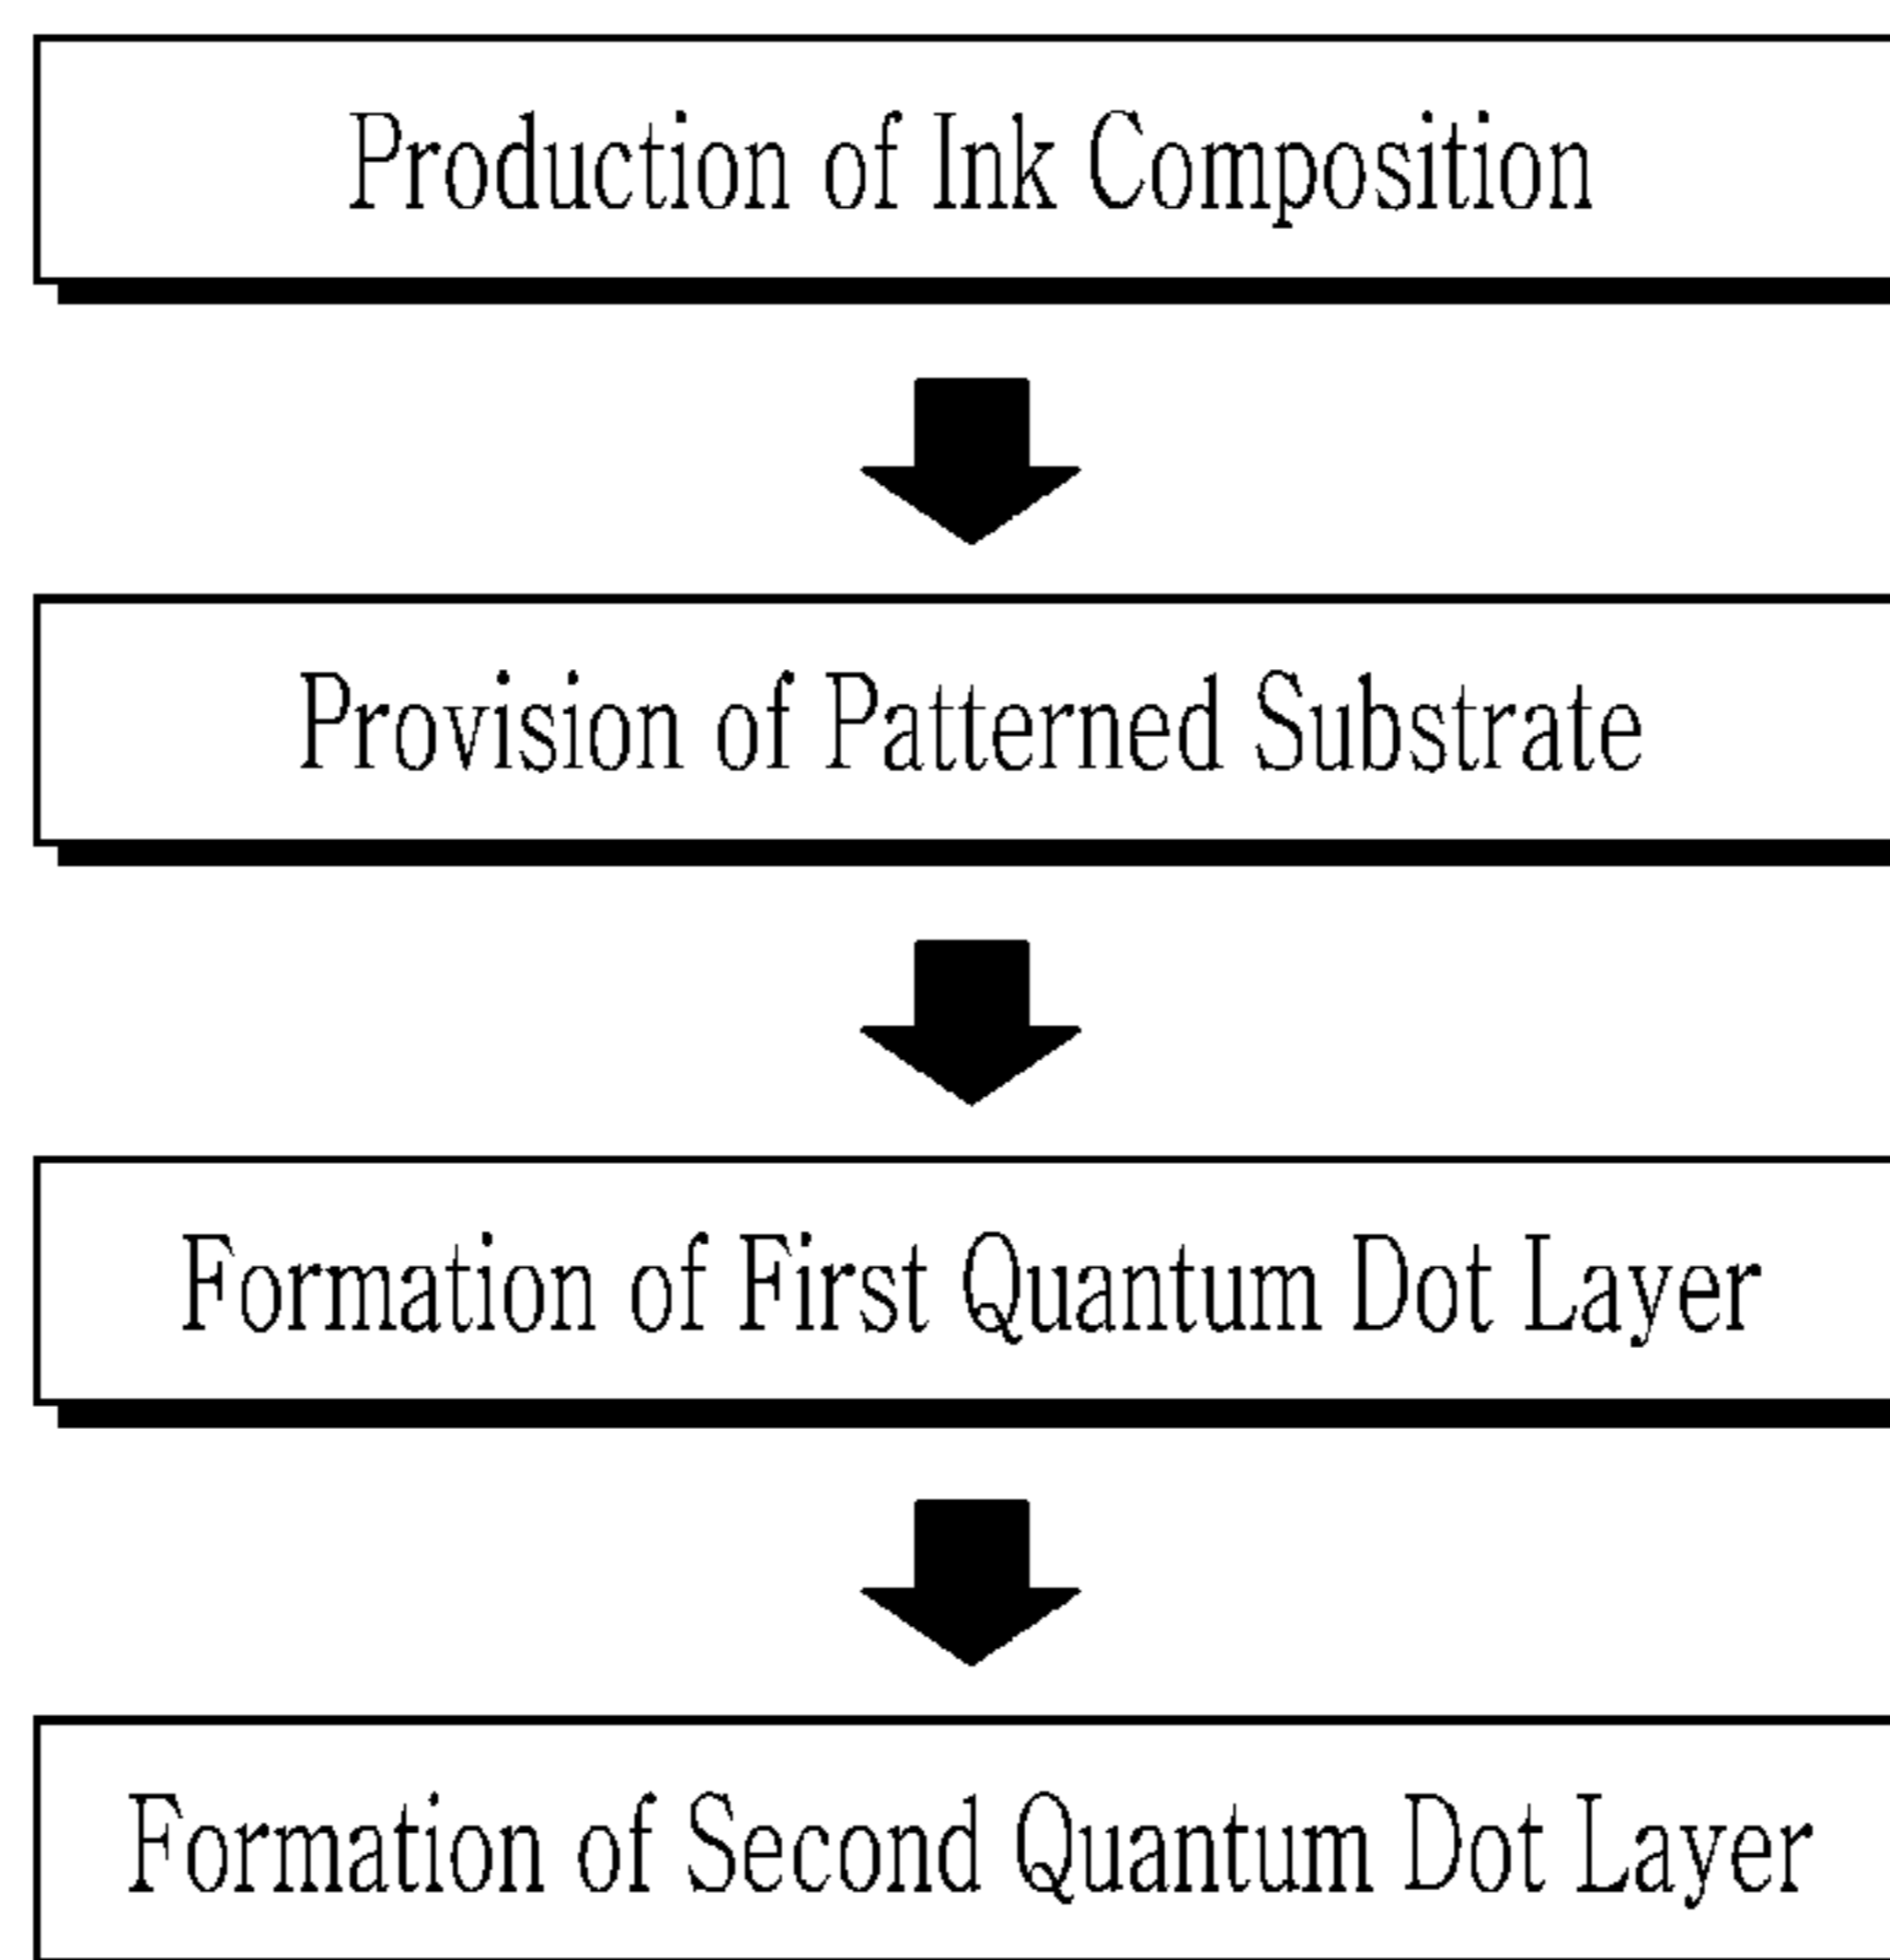 Production of Ink Composition
Provision of Patterned Substrate
Formation of First Quantum Dot Layer
Formation of Second Quantum Dot Layer